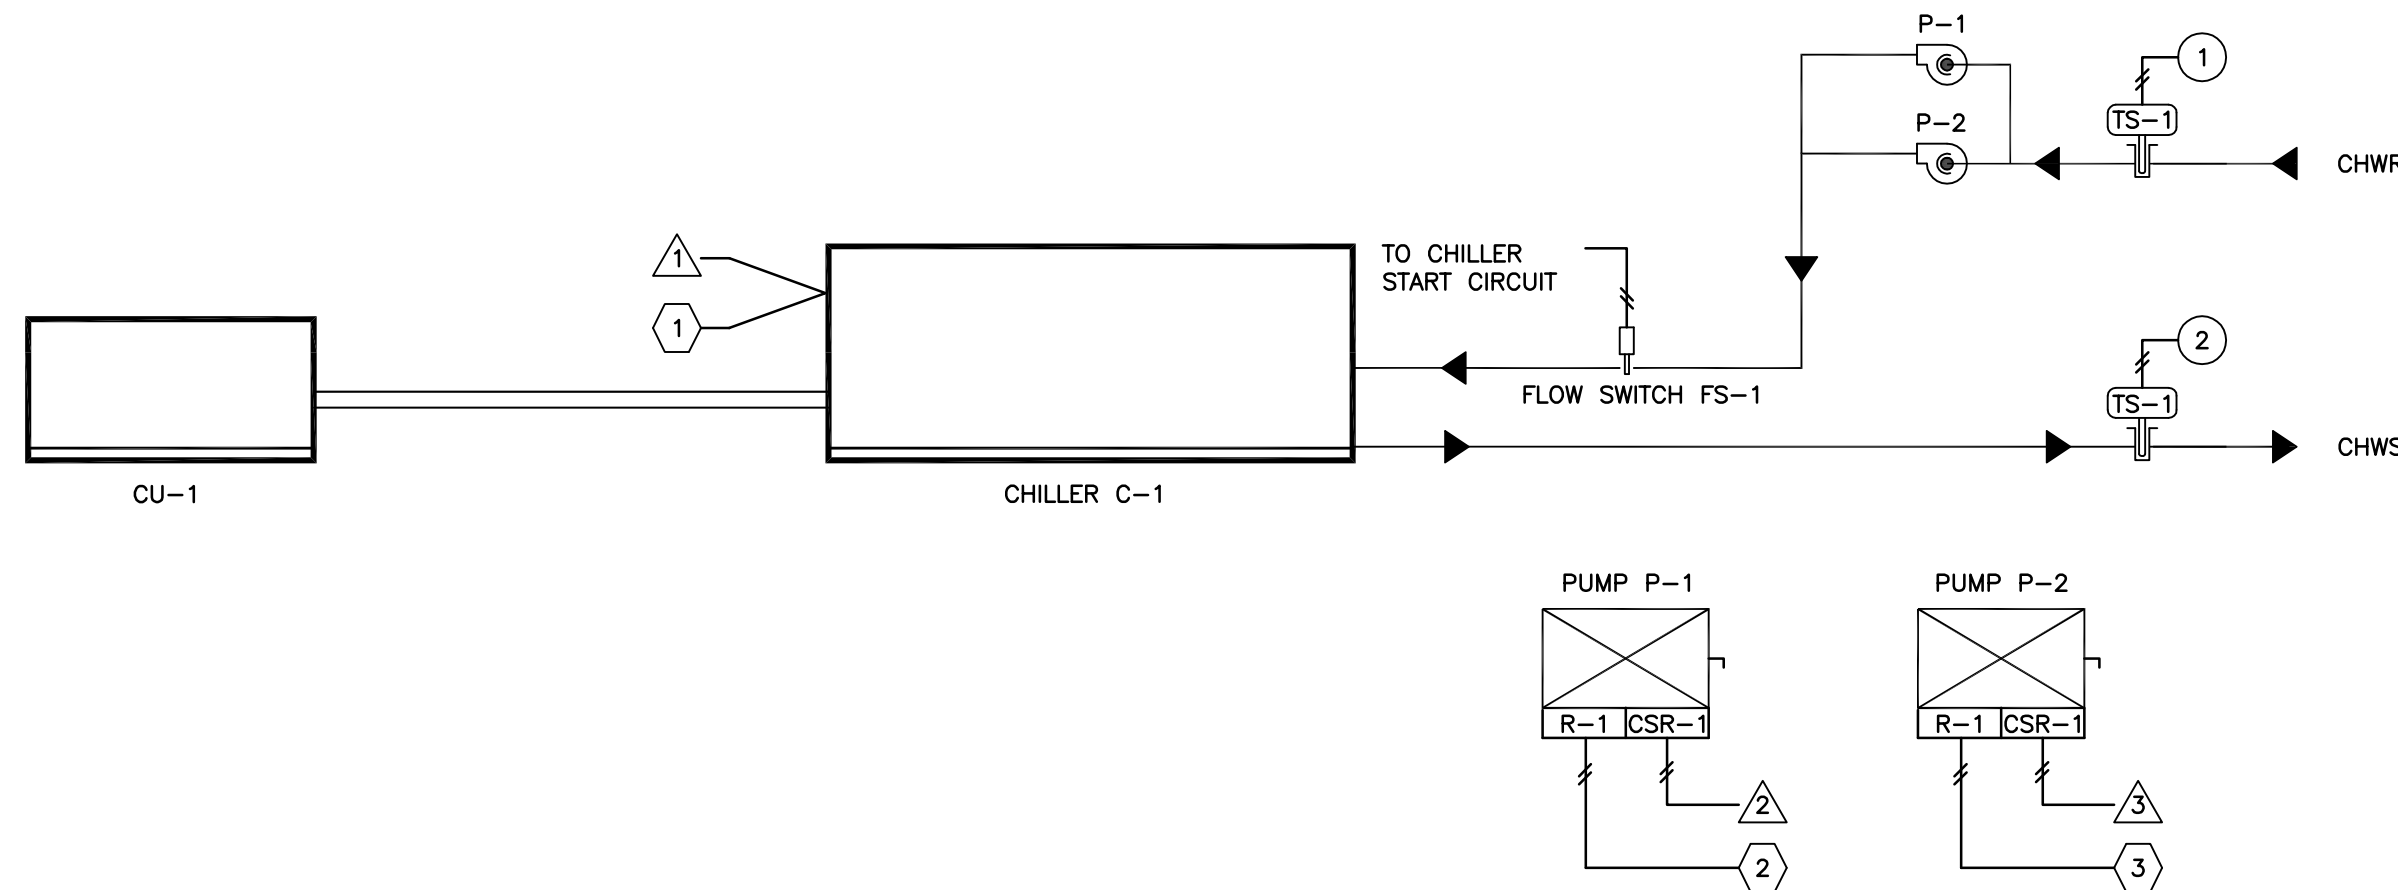 P-1
1
TS-1
P-2
CHWR
1
TO CHILLER
START CIRCUIT
1
2
TS-1
FLOW SWITCH FS-1
CHWS
CU-1
CHILLER C-1
PUMP P-1
PUMP P-2
R-1 CSR-1
R-1 CSR-1
2
3
2
3